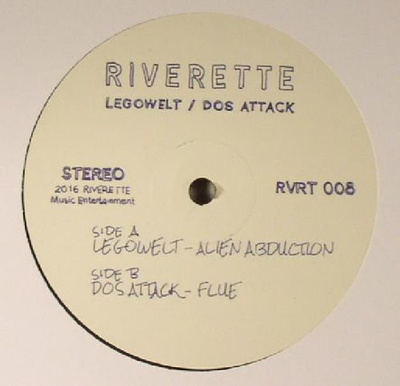 RIVERETTE
LEGOWELT / DOS ATTACK
STEREO
2016 RIVERETTE
Music Entertainment
RVRT 008
SIDE A
LEGOWELT - ALIEN ABDUCTION
SIDE B
DOS ATTACK - FLUE